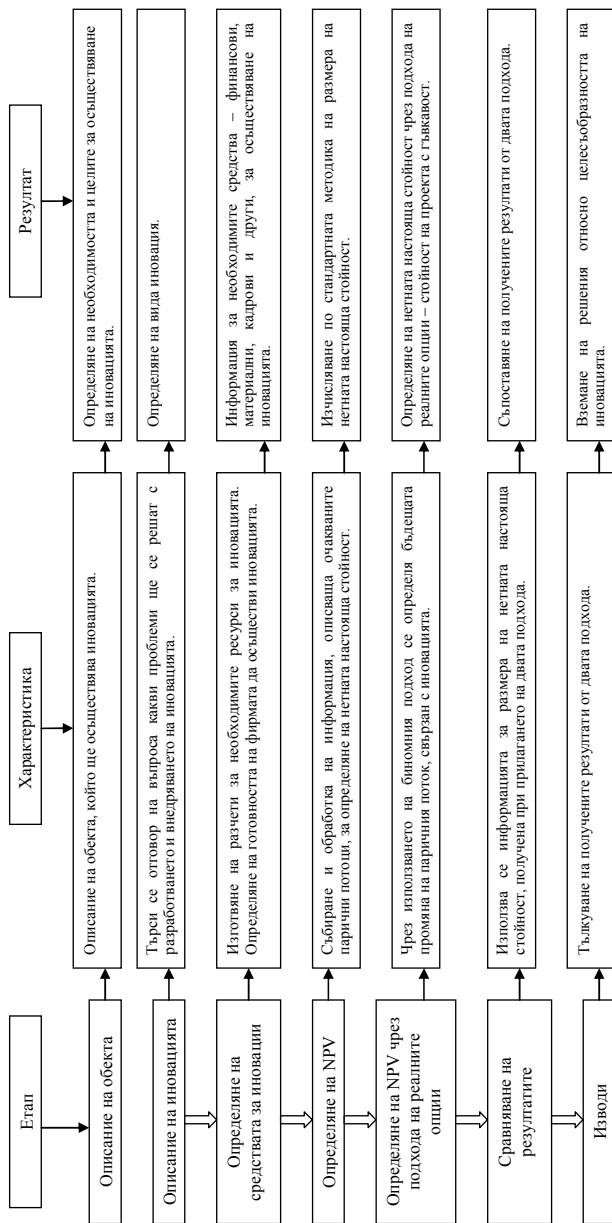 Етап
Характеристика
Резултат
Описание на обекта
Описание на обекта, който ще осъществява иновацията.
Определяне на необходимостта и целите за осъществяване
на иновацията.
Описание на иновацията
Търси се отговор на въпроса какви проблеми ще се решат с
разработването и внедряването на иновацията.
Определяне на вида иновация.
Определяне на
средствата за иновации
Изготвяне на разчети за необходимите ресурси за иновацията.
Определяне на готовността на фирмата да осъществи иновацията.
Информация за необходимите средства – финансови,
материални, кадрови и други, за осъществяване на
иновацията.
Определяне на NPV
Събиране и обработка на информация, описваща очакваните
парични потоци, за определяне на нетната настояща стойност.
Изчисляване по стандартната методика на размера на
нетната настояща стойност.
Определяне на NPV чрез
подхода на реалните
опции
Чрез използването на биномния подход се определя бъдещата
промяна на паричния поток, свързан с иновацията.
Определяне на нетната настояща стойност чрез подхода на
реалните опции – стойност на проекта с гъвкавост.
Сравняване на
резултатите
Използва се информацията за размера на нетната настояща
стойност, получена при прилагането на двата подхода.
Съпоставяне на получените резултати от двата подхода.
Изводи
Тълкуване на получените резултати от двата подхода.
Вземане на решения относно целесъобразността на
иновацията.